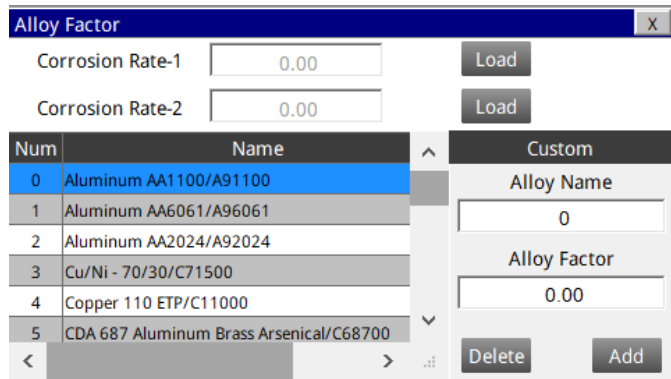 Alloy Factor X
Corrosion Rate-1 0.00 Load
Corrosion Rate-2 0.00 Load
Num Name Custom
0 Aluminum AA1100/A91100
Alloy Name
1 Aluminum AA6061/A96061
0
2 Aluminum AA2024/A92024
Alloy Factor
3 Cu/Ni - 70/30/C71500
0.00
4 Copper 110 ETP/C11000
5 CDA 687 Aluminum Brass Arsenical/C68700
Delete Add